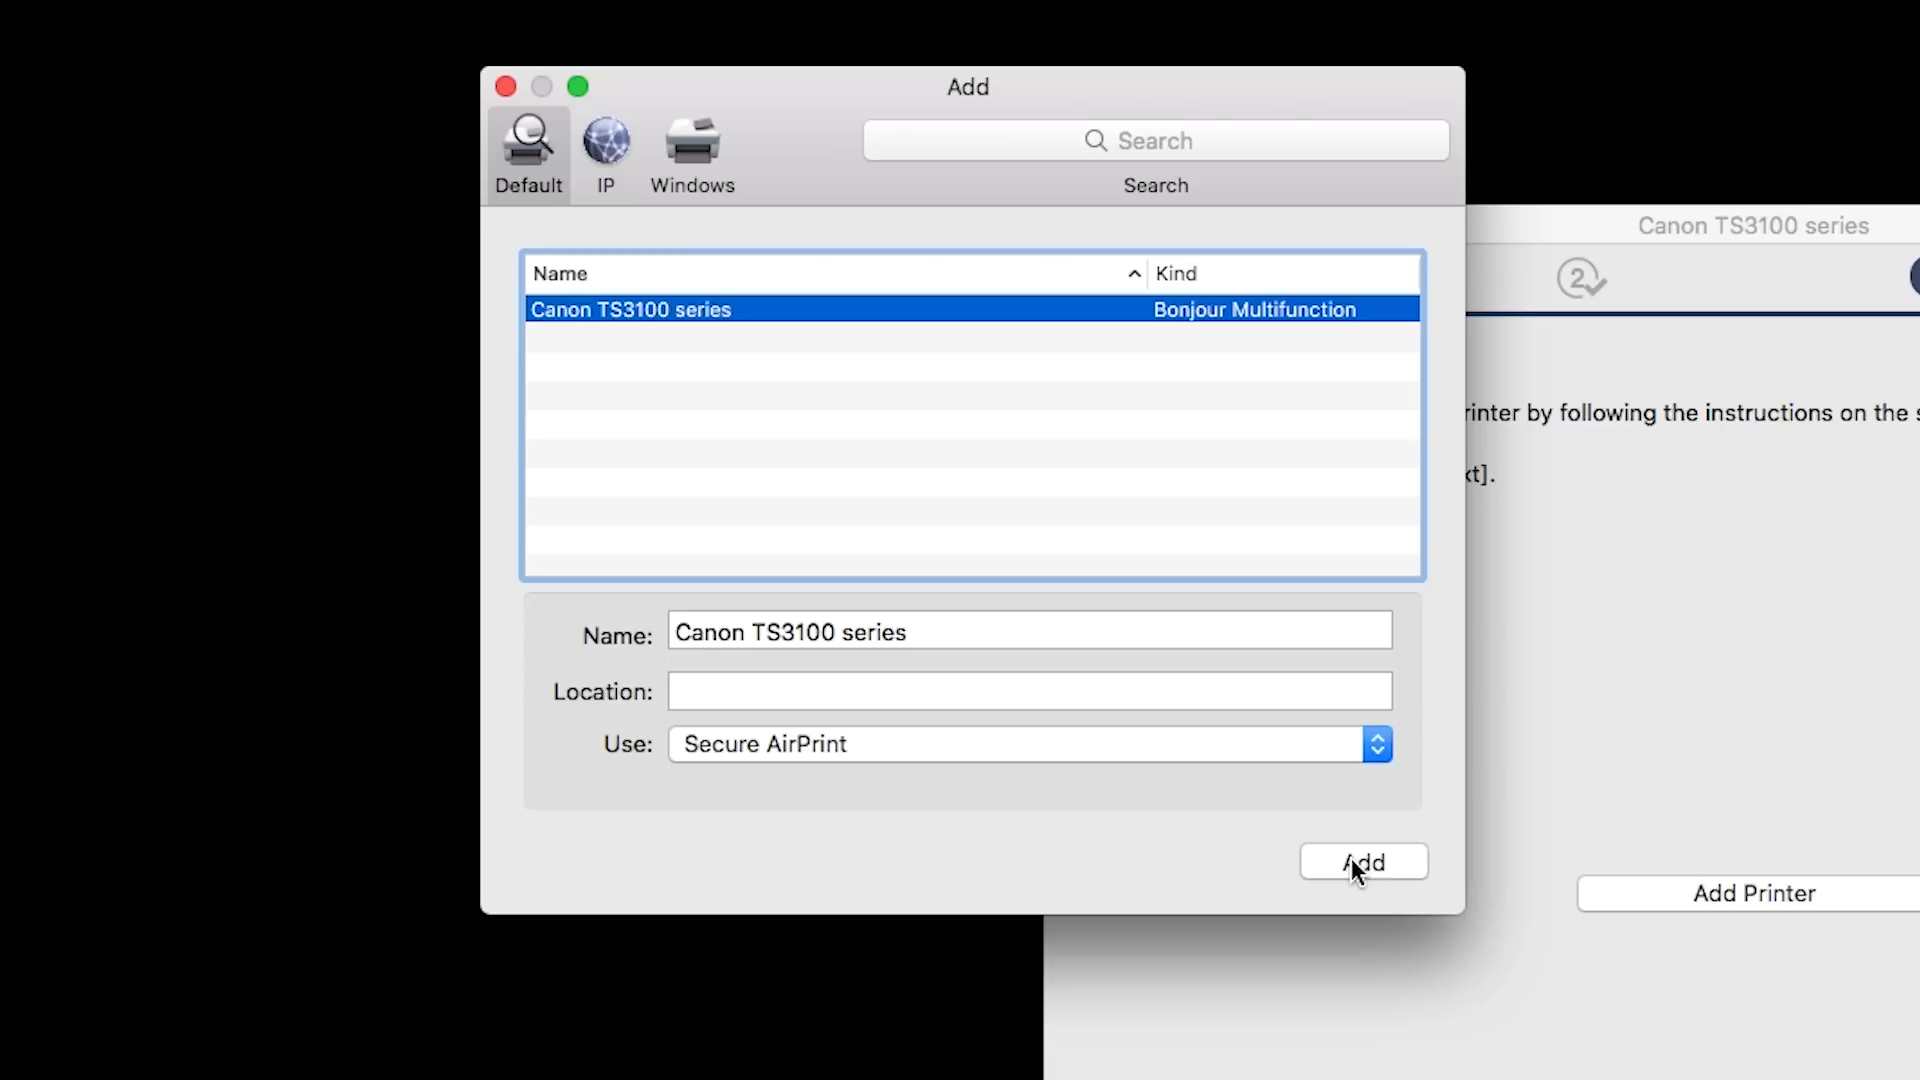 Add
Default
IP
Windows
Search
Search
Name
Kind
Canon TS3100 series
Bonjour Multifunction
Name:
Canon TS3100 series
Location:
Use:
Secure AirPrint
Add
Canon TS3100 series
2
by following the instructions on the
Add Printer